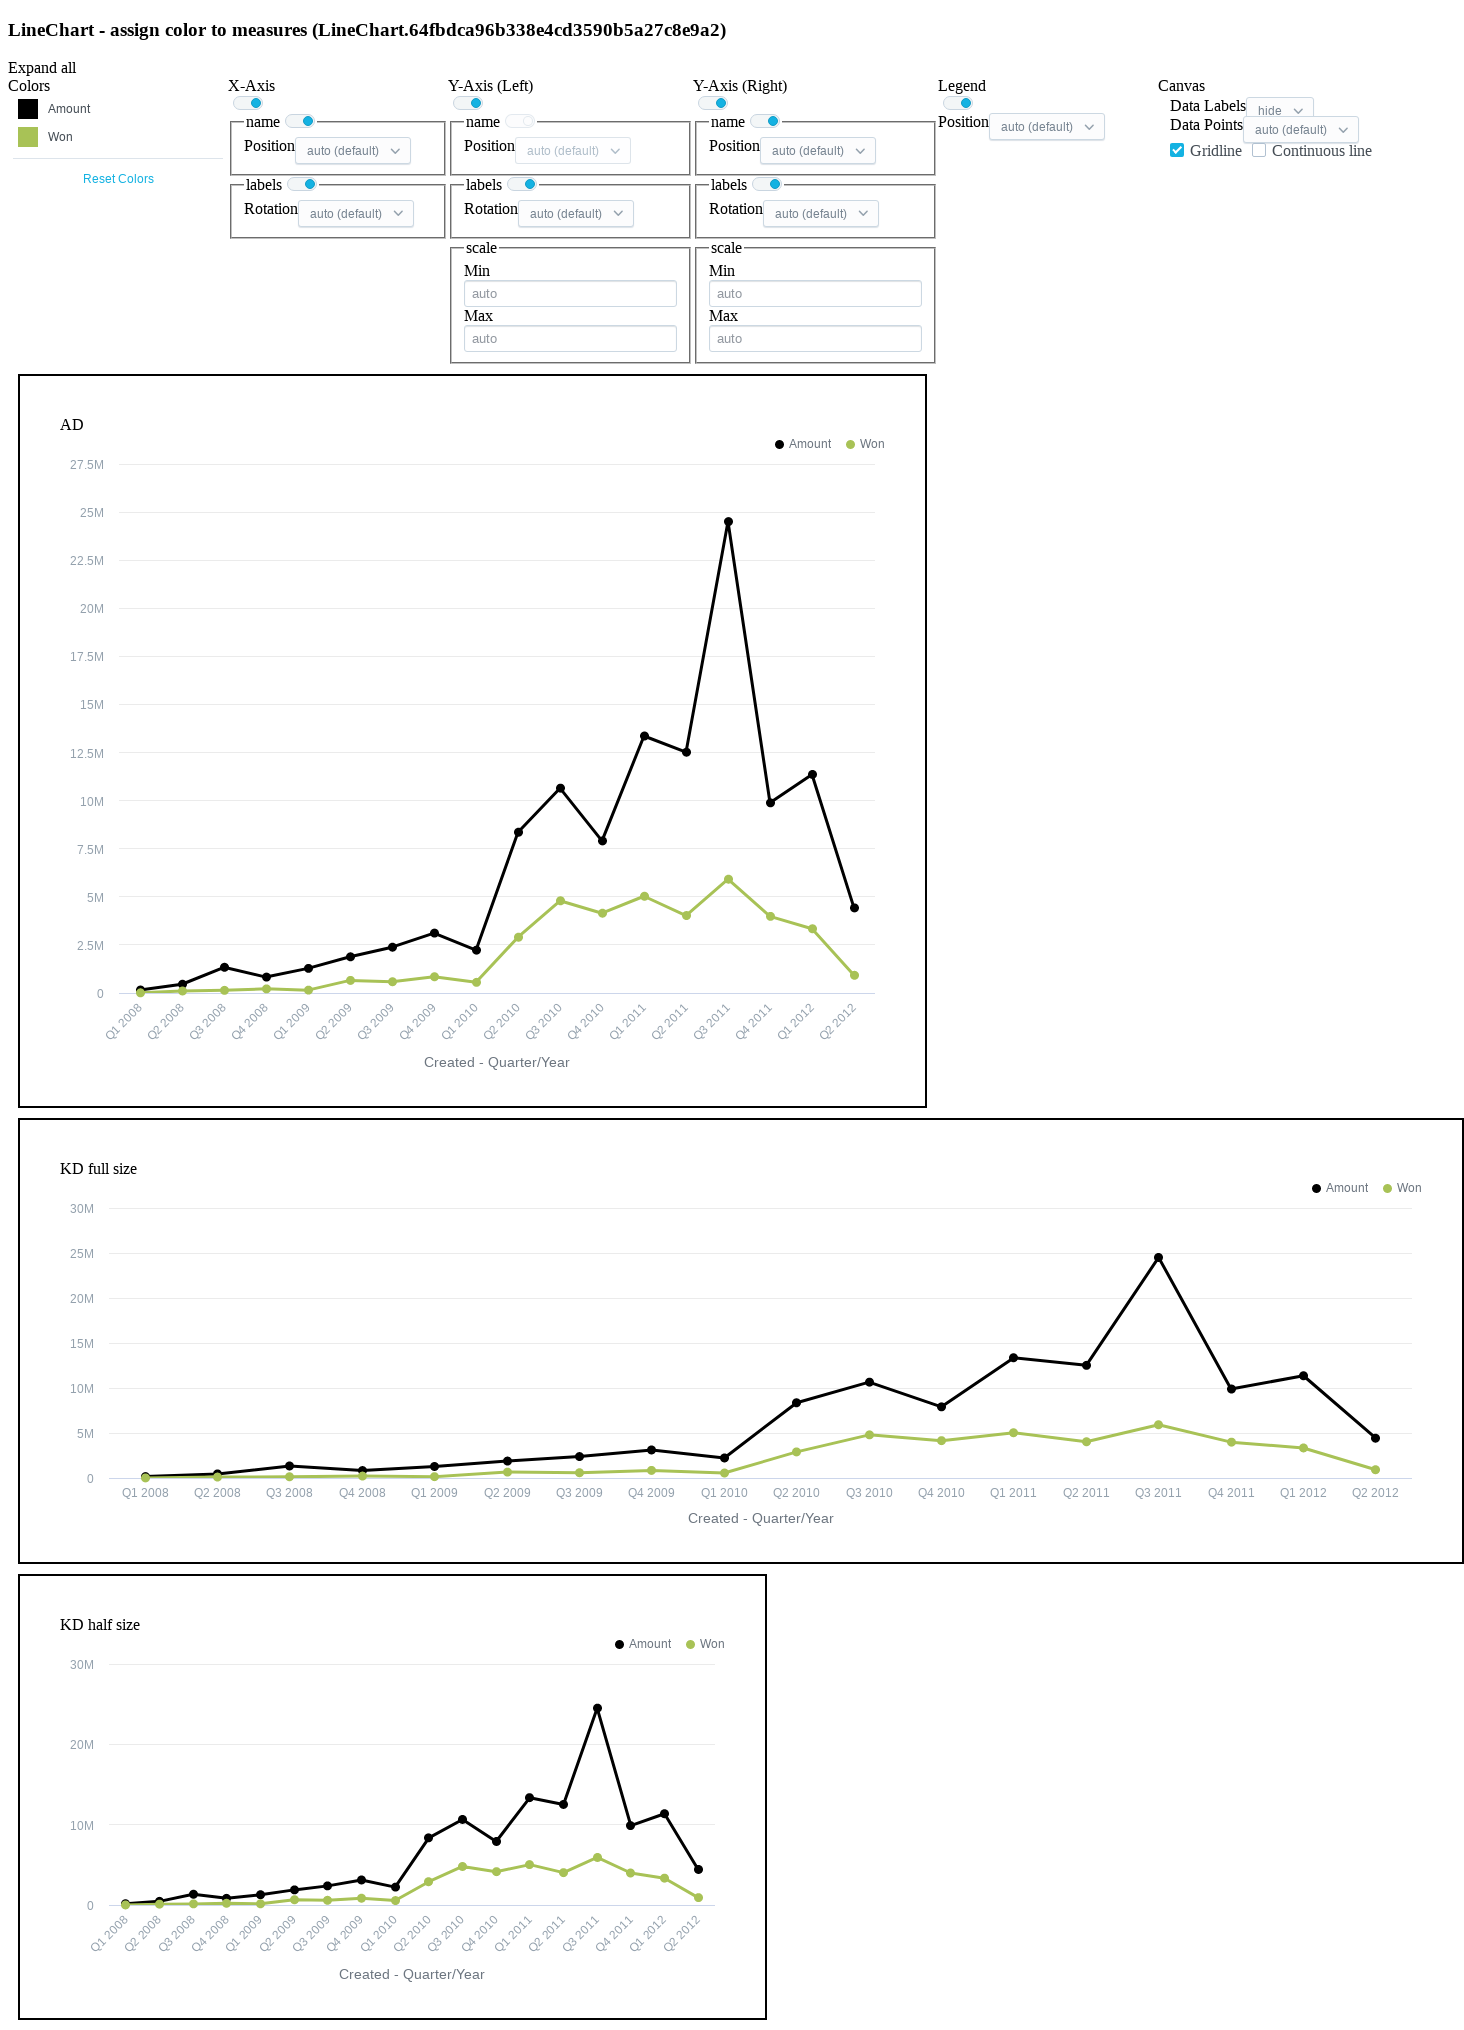 LineChart - assign color to measures (LineChart.64fbdca96b338e4cd3590b5a27c8e9a2)
Expand all
Colors
Amount
Won
Reset Colors
X-Axis
name
Position auto (default)
labels
Rotation auto (default)
Y-Axis (Left)
name
Position auto (default)
labels
Rotation auto (default)
scale
Min
auto
Max
auto
Y-Axis (Right)
name
Position auto (default)
labels
Rotation auto (default)
scale
Min
auto
Max
auto
Legend
Position auto (default)
Canvas
Data Labels hide
Data Points auto (default)
Gridline Continuous line
AD
Amount Won
27.5M
25M
22.5M
20M
17.5M
15M
12.5M
10M
7.5M
5M
2.5M
0
Q1 2008 Q2 2008 Q3 2008 Q4 2008 Q1 2009 Q2 2009 Q3 2009 Q4 2009 Q1 2010 Q2 2010 Q3 2010 Q4 2010 Q1 2011 Q2 2011 Q3 2011 Q4 2011 Q1 2012 Q2 2012
Created - Quarter/Year
KD full size
Amount Won
30M
25M
20M
15M
10M
5M
0
Q1 2008 Q2 2008 Q3 2008 Q4 2008 Q1 2009 Q2 2009 Q3 2009 Q4 2009 Q1 2010 Q2 2010 Q3 2010 Q4 2010 Q1 2011 Q2 2011 Q3 2011 Q4 2011 Q1 2012 Q2 2012
Created - Quarter/Year
KD half size
Amount Won
30M
20M
10M
0
Q1 2008 Q2 2008 Q3 2008 Q4 2008 Q1 2009 Q2 2009 Q3 2009 Q4 2009 Q1 2010 Q2 2010 Q3 2010 Q4 2010 Q1 2011 Q2 2011 Q3 2011 Q4 2011 Q1 2012 Q2 2012
Created - Quarter/Year